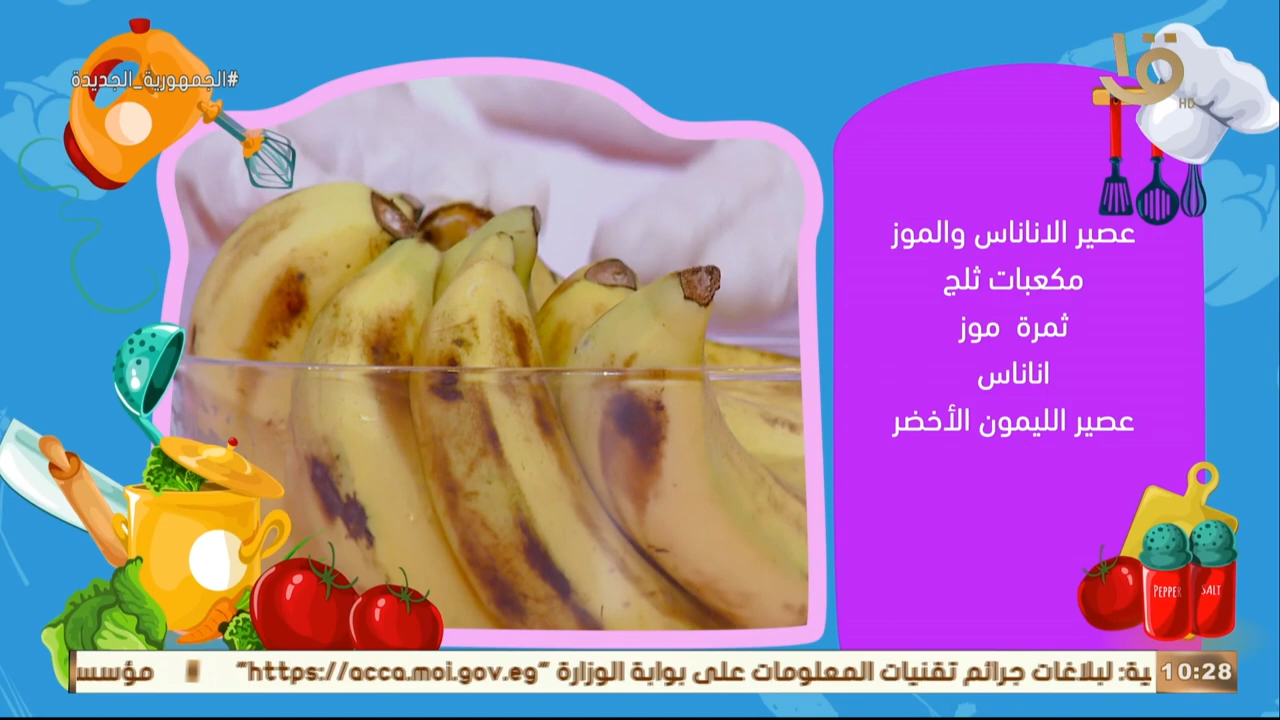 #الجمهورية_الجديدة
HD
عصير الاناناس والموز
مكعبات ثلج
ثمرة موز
اناناس
عصير الليمون الأخضر
PEPPER
SALT
ية: لبلاغات جرائم تقنيات المعلومات على بوابة الوزارة "https://acca.moi.gov.eg" مؤسس
10:28